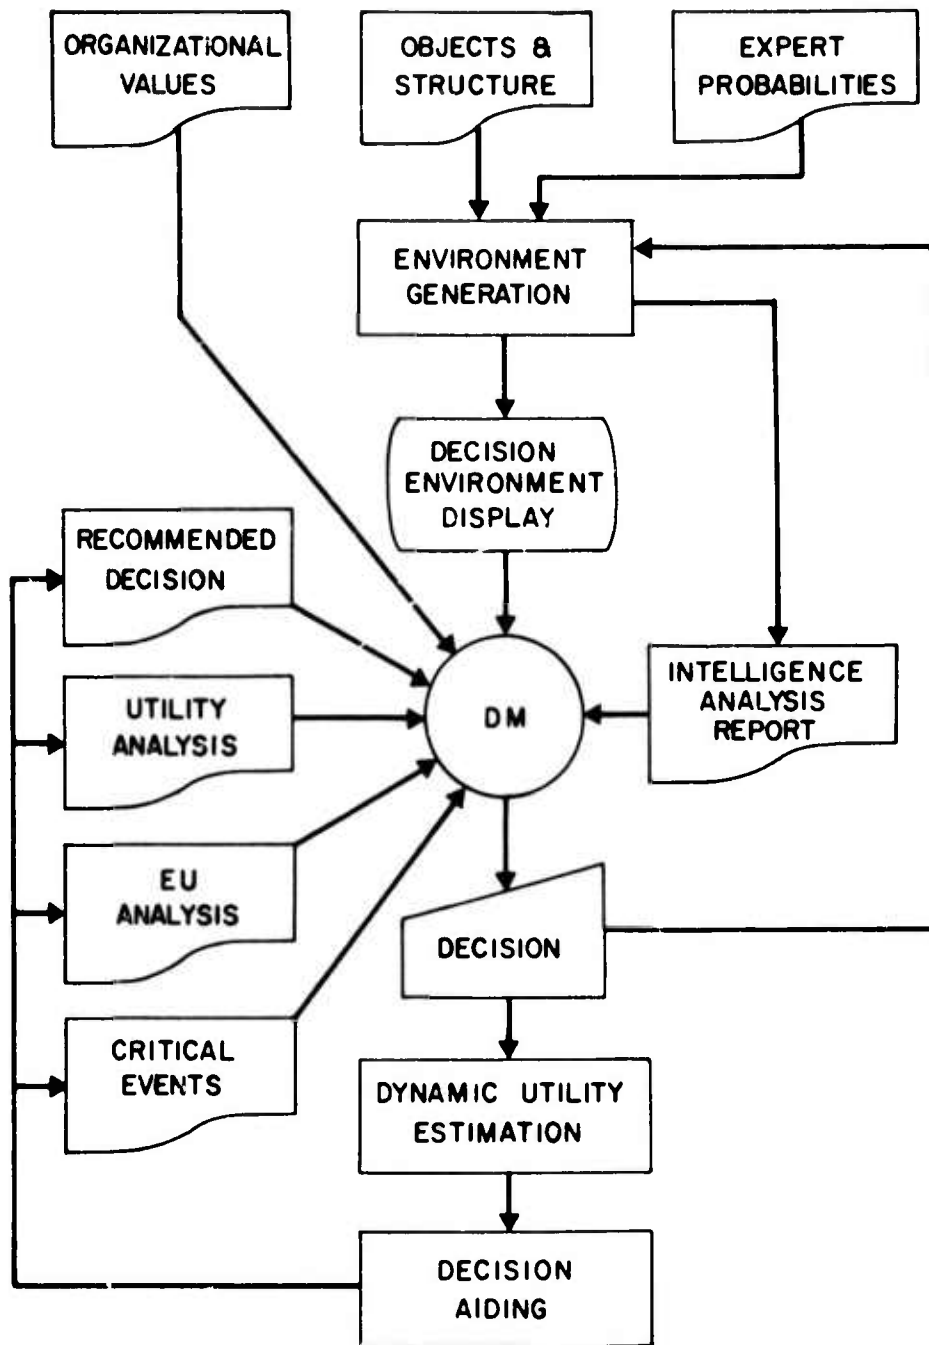 ORGANIZATIONAL
VALUES
OBJECTS &
STRUCTURE
EXPERT
PROBABILITIES
ENVIRONMENT
GENERATION
DECISION
ENVIRONMENT
DISPLAY
RECOMMENDED
DECISION
UTILITY
ANALYSIS
EU
ANALYSIS
CRITICAL
EVENTS
DM
INTELLIGENCE
ANALYSIS
REPORT
DECISION
DYNAMIC UTILITY
ESTIMATION
DECISION
AIDING